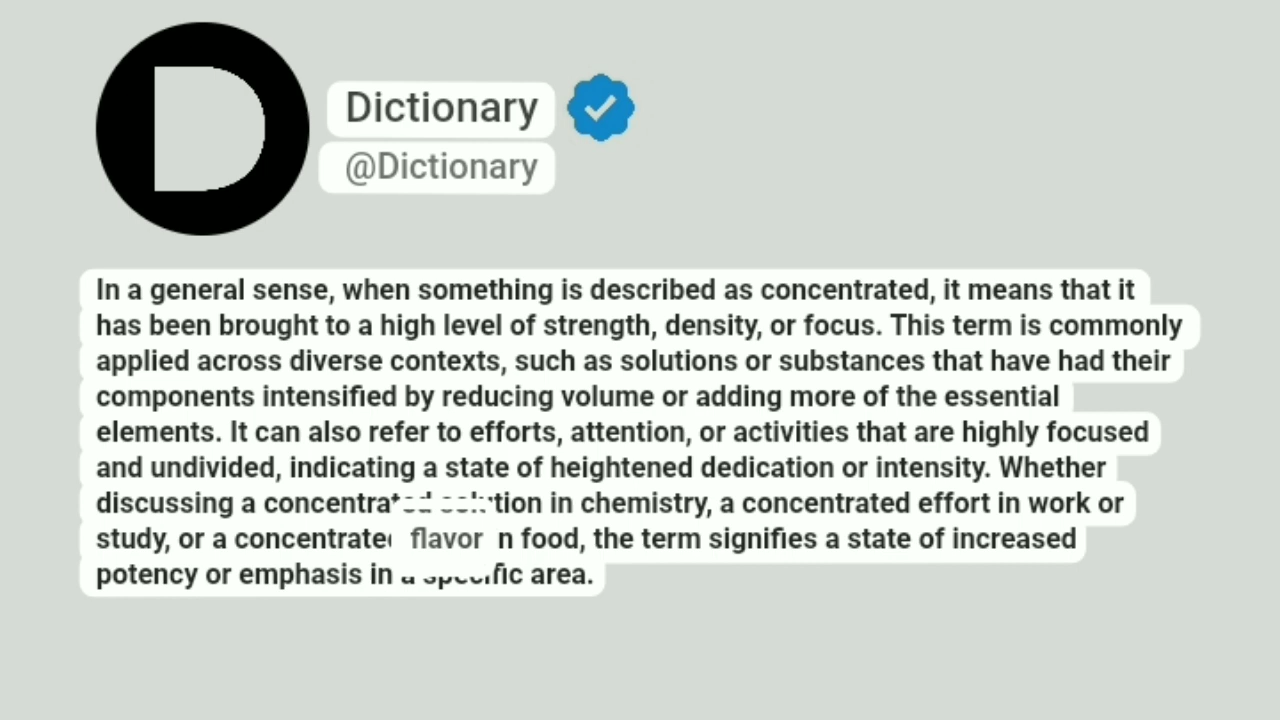 D
Dictionary
@Dictionary
In a general sense, when something is described as concentrated, it means that it
has been brought to a high level of strength, density, or focus. This term is commonly
applied across diverse contexts, such as solutions or substances that have had their
components intensified by reducing volume or adding more of the essential
elements. It can also refer to efforts, attention, or activities that are highly focused
and undivided, indicating a state of heightened dedication or intensity. Whether
discussing a concentrated solution in chemistry, a concentrated effort in work or
study, or a concentrated flavor n food, the term signifies a state of increased
potency or emphasis in a specific area.